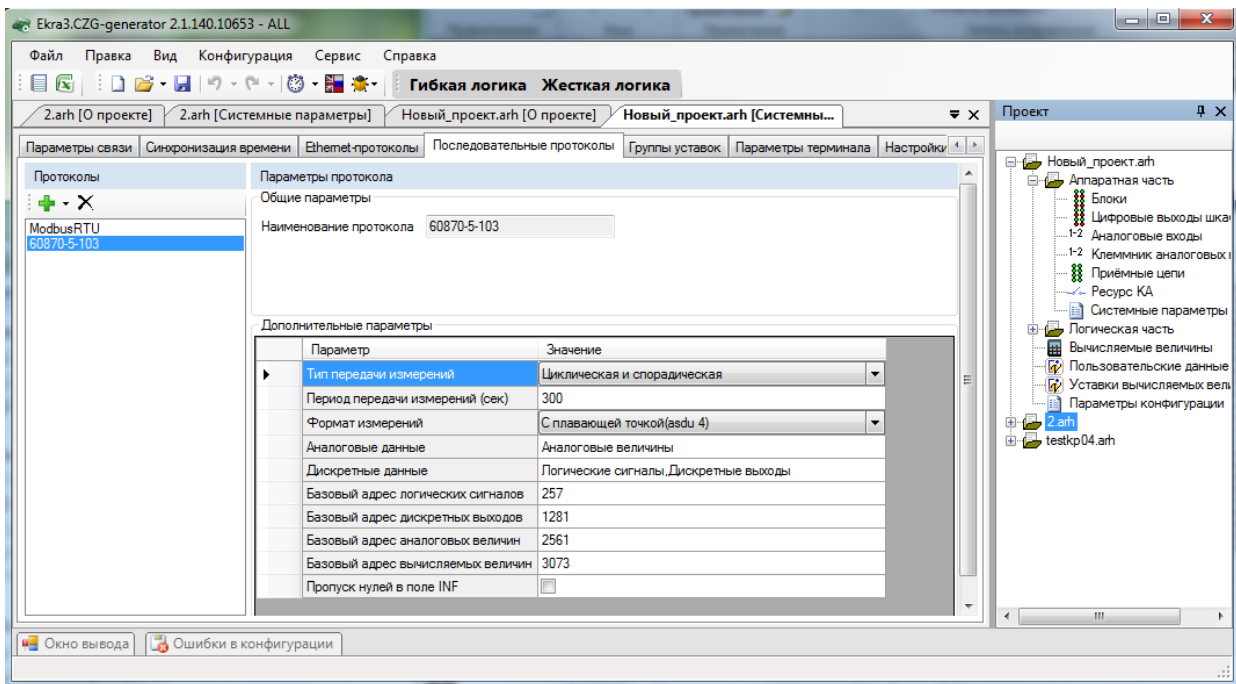 Ekra3.CZG-generator 2.1.140.10653 - ALL
Файл Правка Вид Конфигурация Сервис Справка
Гибкая логика Жесткая логика
2.arh [О проекте] 2.arh [Системные параметры] Новый_проект.arh [О проекте] Новый_проект.arh [Системны...
Параметры связи Синхронизация времени Ethernet-протоколы Последовательные протоколы Группы уставок Параметры терминала Настройки
Протоколы
ModbusRTU
60870-5-103
Параметры протокола
Общие параметры
Наименование протокола 60870-5-103
Дополнительные параметры
Параметр Значение
Тип передачи измерений Циклическая и спорадическая
Период передачи измерений (сек) 300
Формат измерений С плавающей точкой(asdu 4)
Аналоговые данные Аналоговые величины
Дискретные данные Логические сигналы,Дискретные выходы
Базовый адрес логических сигналов 257
Базовый адрес дискретных выходов 1281
Базовый адрес аналоговых величин 2561
Базовый адрес вычисляемых величин 3073
Пропуск нулей в поле INF
Проект
Новый_проект.arh
Аппаратная часть
Блоки
Цифровые выходы шка
1-2 Аналоговые входы
1-2 Клеммник аналоговых
Приёмные цепи
Ресурс КА
Системные параметры
Логическая часть
Вычисляемые величины
Пользовательские данные
Уставки вычисляемых вел
Параметры конфигурации
2.arh
testkp04.arh
Окно вывода Ошибки в конфигурации